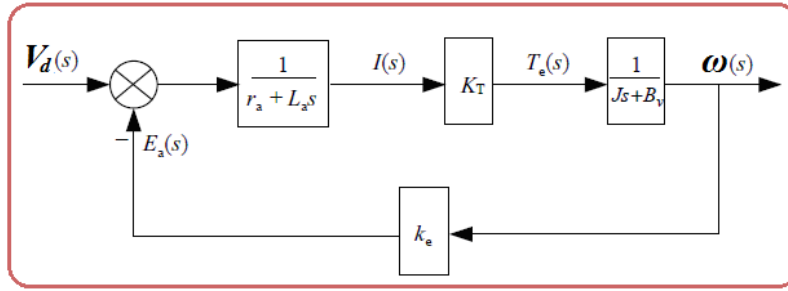 V_d(s)
1
r_a + L_a s
I(s)
K_T
T_e(s)
1
Js+B_v
ω(s)
− E_a(s)
k_e